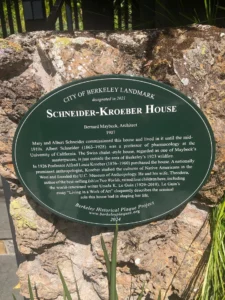 CITY OF BERKELEY LANDMARK
designated in 2021
SCHNEIDER-KROEBER HOUSE
Bernard Maybeck, Architect
1907
Mary and Albert Schneider commissioned this house and lived in it until the mid-
1910s. Albert Schneider (1863–1928) was a professor of pharmacology at the
University of California. The Swiss chalet-style house, regarded as one of Maybeck's
masterpieces, is just outside the area of Berkeley's 1923 wildfire.
In 1928 Professor Alfred Louis Kroeber (1876–1960) purchased the house. A nationally
prominent anthropologist, Kroeber studied the cultures of Native Americans in the
West and founded the U.C. Museum of Anthropology. He and his wife, Theodora,
author of the best-selling Ishi in Two Worlds, raised four children here, including
the world-renowned writer Ursula K. Le Guin (1929–2018). Le Guin's
essay "Living in a Work of Art" eloquently describes the
role this house had in shaping her life.
Berkeley Historical Plaque Project
www.berkeleyplaques.org
2024